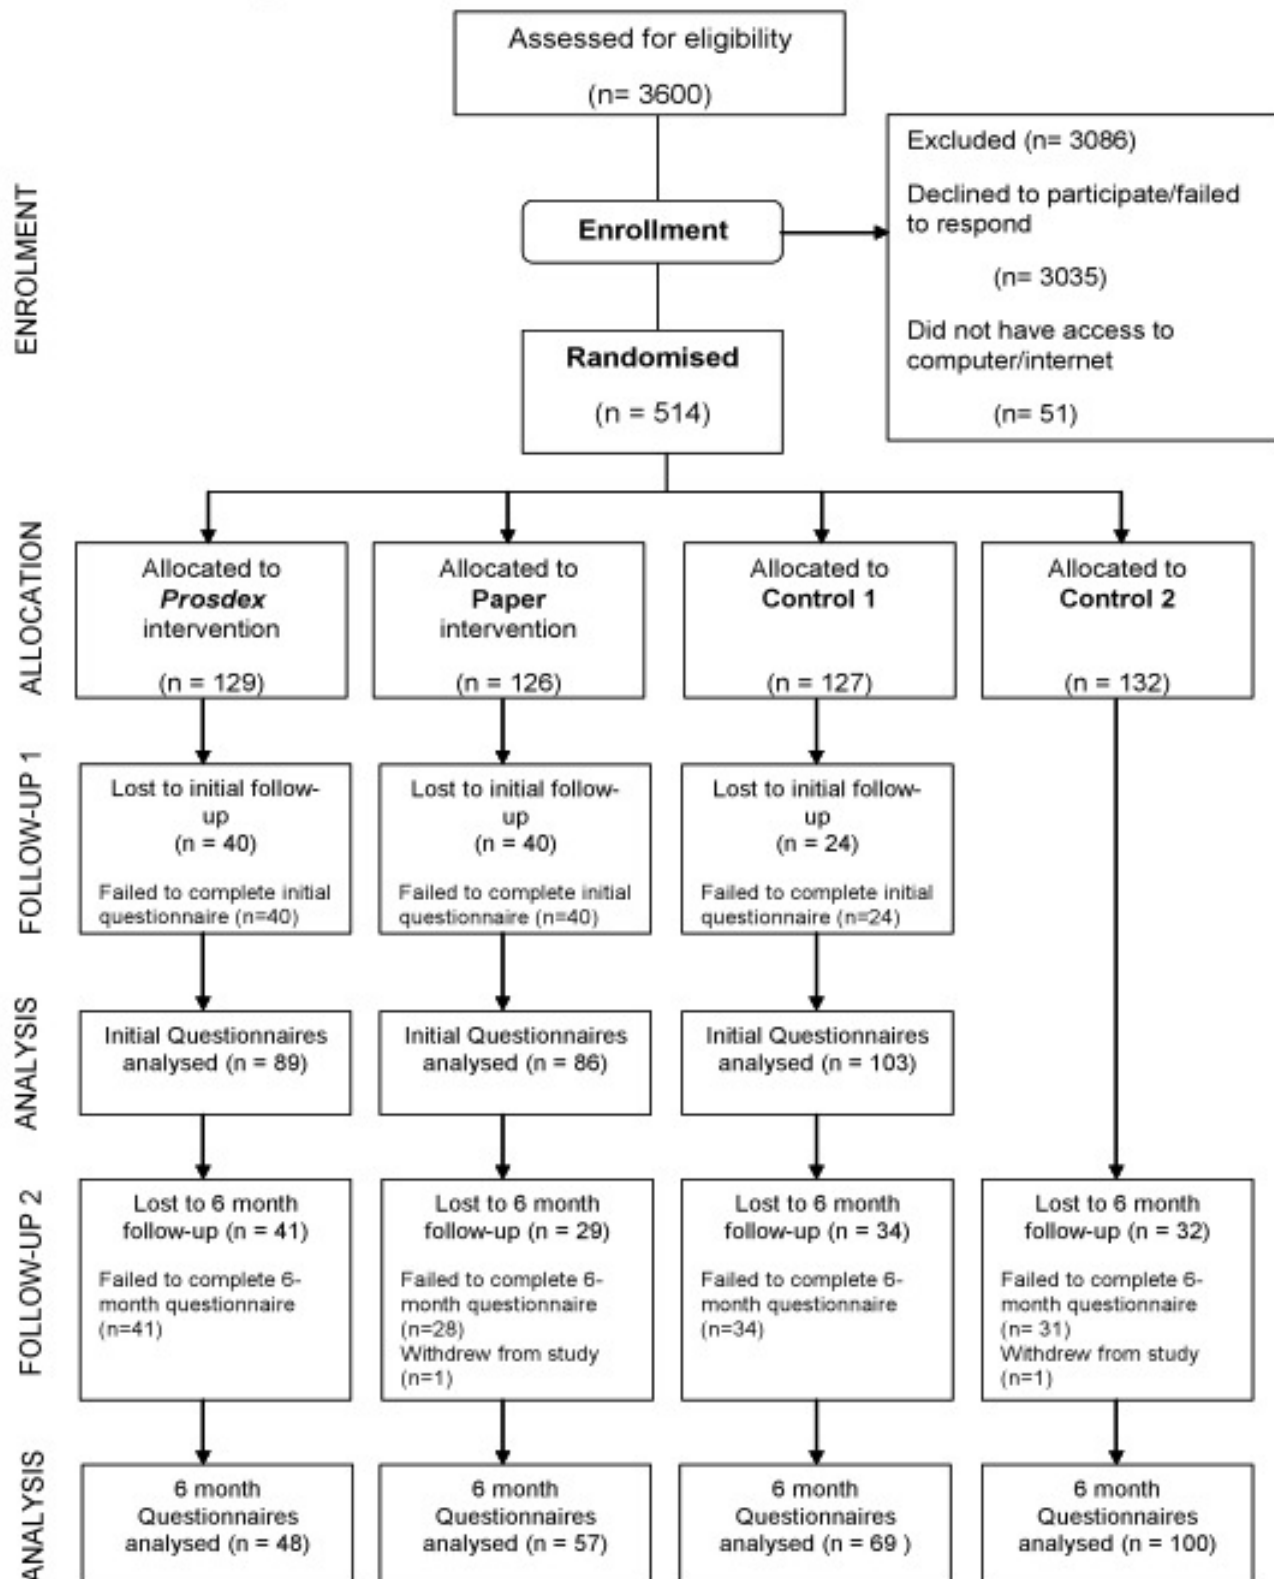 Assessed for eligibility
(n= 3600)
Excluded (n= 3086)
Declined to participate/failed
to respond
(n= 3035)
Did not have access to
computer/internet
(n= 51)
ENROLMENT
Enrollment
Randomised
(n = 514)
ALLOCATION
Allocated to
Prosdex
intervention
(n = 129)
Allocated to
Paper
intervention
(n = 126)
Allocated to
Control 1
(n = 127)
Allocated to
Control 2
(n = 132)
FOLLOW-UP 1
Lost to initial follow-
up
(n = 40)
Failed to complete initial
questionnaire (n=40)
Lost to initial follow-
up
(n = 40)
Failed to complete initial
questionnaire (n=40)
Lost to initial follow-
up
(n = 24)
Failed to complete initial
questionnaire (n=24)
ANALYSIS
Initial Questionnaires
analysed (n = 89)
Initial Questionnaires
analysed (n = 86)
Initial Questionnaires
analysed (n = 103)
FOLLOW-UP 2
Lost to 6 month
follow-up (n = 41)
Failed to complete 6-
month questionnaire
(n=41)
Lost to 6 month
follow-up (n = 29)
Failed to complete 6-
month questionnaire
(n=28)
Withdrew from study
(n=1)
Lost to 6 month
follow-up (n = 34)
Failed to complete 6-
month questionnaire
(n=34)
Lost to 6 month
follow-up (n = 32)
Failed to complete 6-
month questionnaire
(n= 31)
Withdrew from study
(n=1)
ANALYSIS
6 month
Questionnaires
analysed (n = 48)
6 month
Questionnaires
analysed (n = 57)
6 month
Questionnaires
analysed (n = 69 )
6 month
Questionnaires
analysed (n = 100)